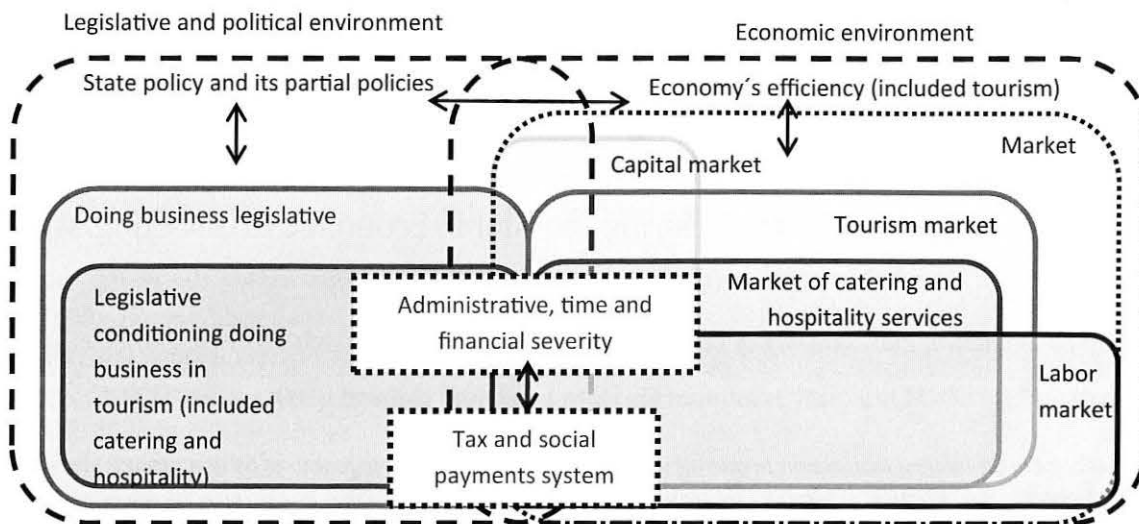 Legislative and political environment
Economic environment
State policy and its partial policies
Economy´s efficiency (included tourism)
Market
Capital market
Doing business legislative
Tourism market
Legislative
conditioning doing
business in
tourism (included
catering and
hospitality)
Administrative, time and
financial severity
Market of catering and
hospitality services
Labor
market
Tax and social
payments system